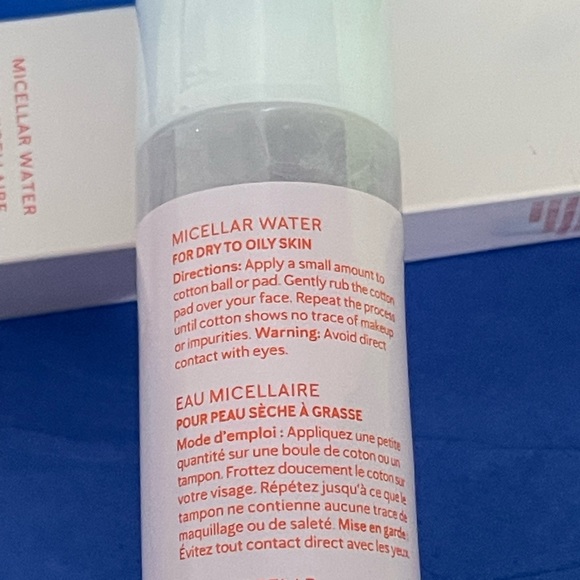 MICELLAR WATER
MICELLAR WATER
FOR DRY TO OILY SKIN
Directions: Apply a small amount to
cotton ball or pad. Gently rub the cotton
pad over your face. Repeat the process
until cotton shows no trace of makeup
or impurities. Warning: Avoid direct
contact with eyes.
EAU MICELLAIRE
POUR PEAU SÈCHE À GRASSE
Mode d'emploi : Appliquez une petite
quantité sur une boule de coton ou un
tampon. Frottez doucement le coton sur
votre visage. Répétez jusqu'à ce que le
tampon ne contienne aucune trace de
maquillage ou de saleté. Mise en garde
Évitez tout contact direct avec les yeux.